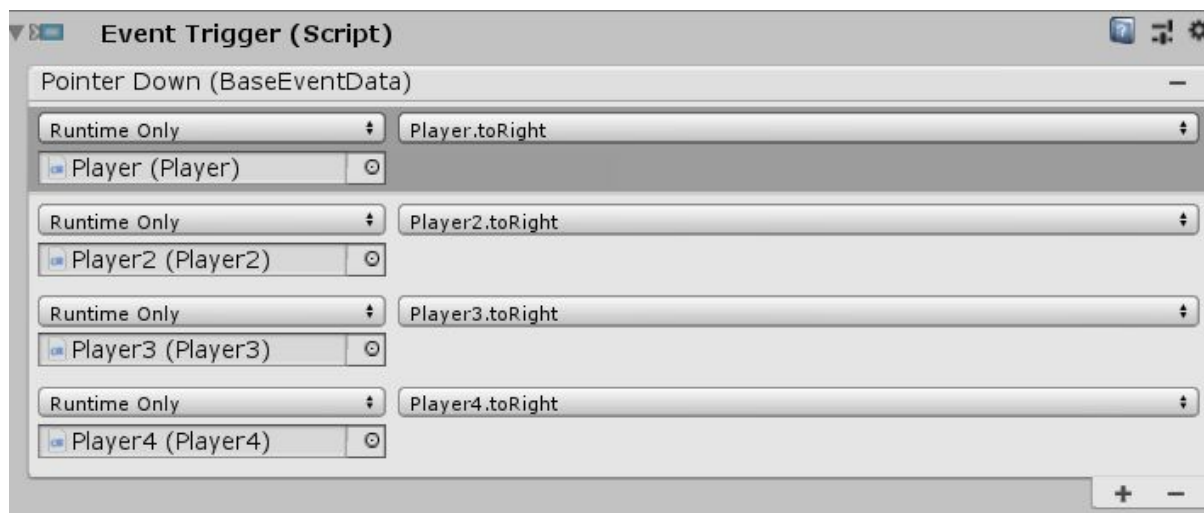 Event Trigger (Script)
Pointer Down (BaseEventData)
Runtime Only Player.toRight
Player (Player)
Runtime Only Player2.toRight
Player2 (Player2)
Runtime Only Player3.toRight
Player3 (Player3)
Runtime Only Player4.toRight
Player4 (Player4)